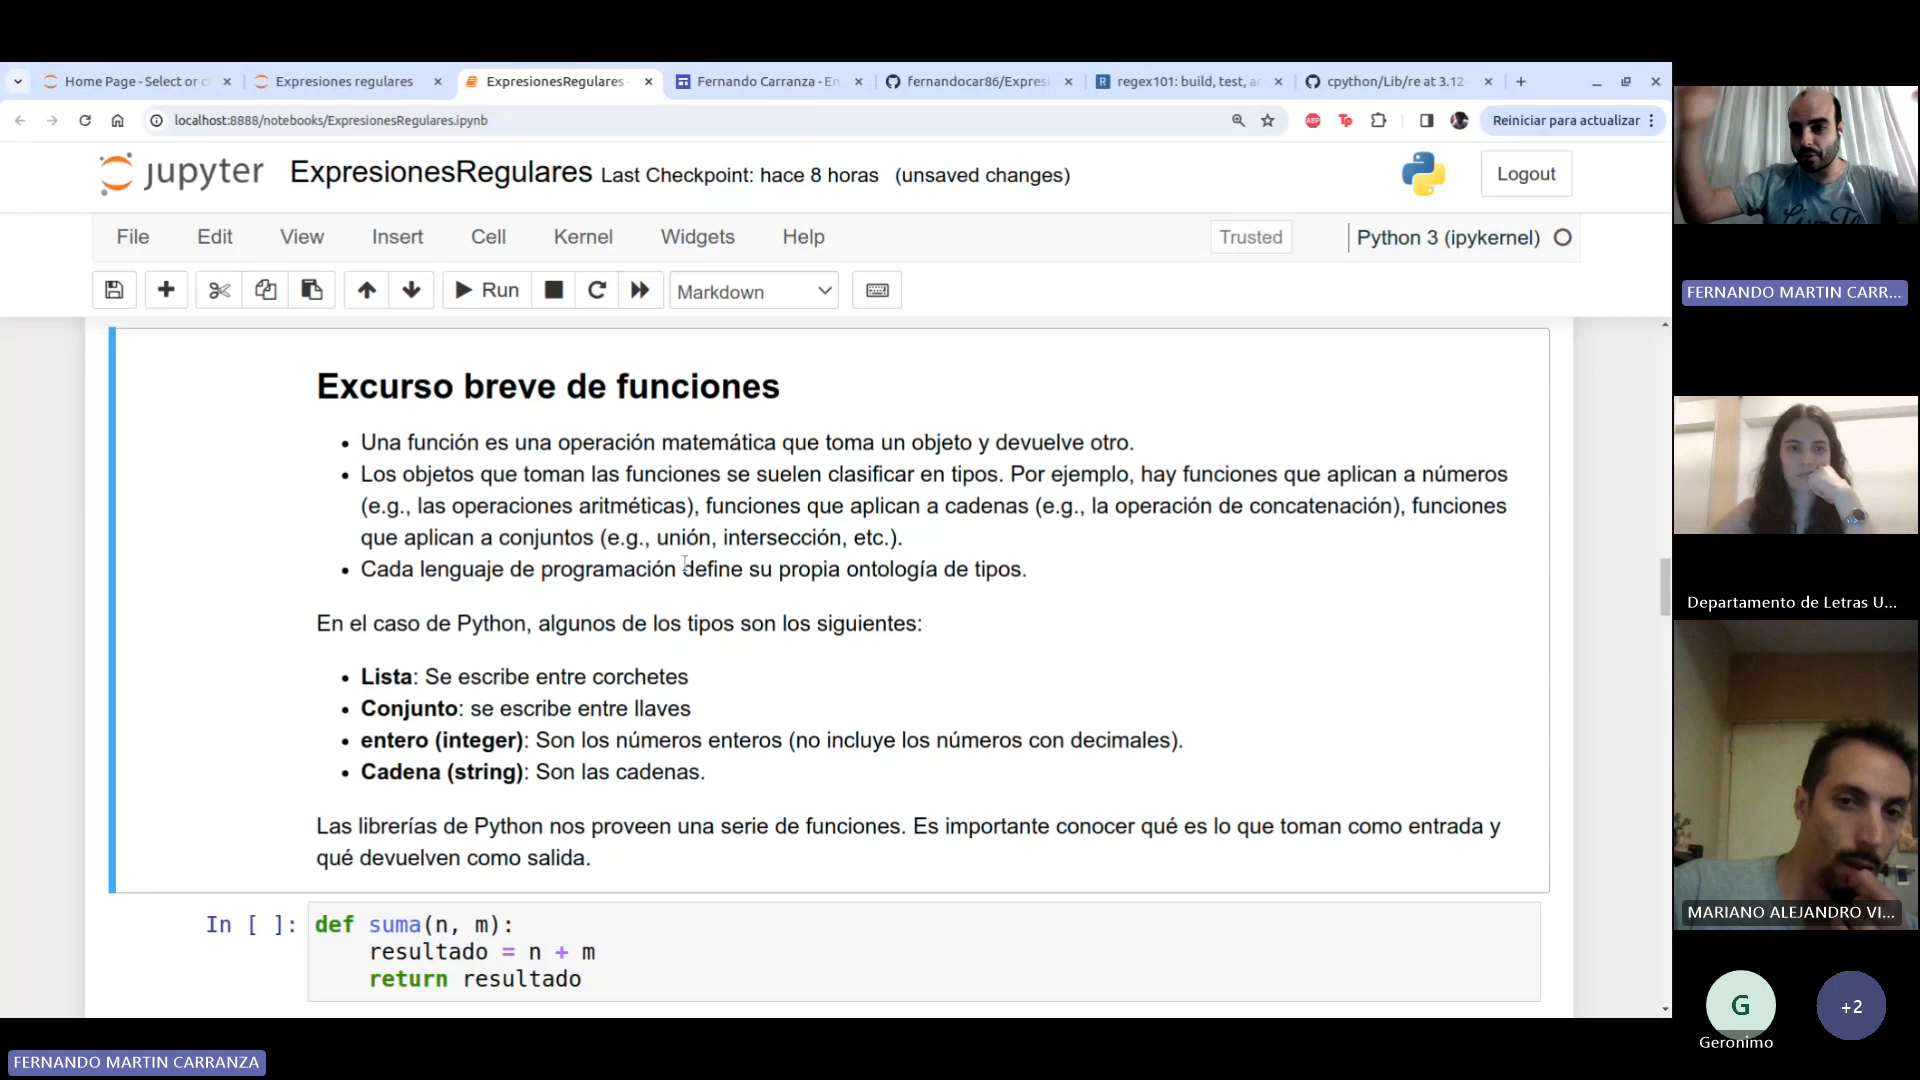 Home Page - Select or c
Expresiones regulares
ExpresionesRegulares -
Fernando Carranza - En
fernandocar86/Expresi
regex101: build, test, a
cpython/Lib/re at 3.12
localhost:8888/notebooks/ExpresionesRegulares.ipynb
ABP
Tp
Reiniciar para actualizar
jupyter
ExpresionesRegulares Last Checkpoint: hace 8 horas (unsaved changes)
Logout
File Edit View Insert Cell Kernel Widgets Help
Trusted
Python 3 (ipykernel)
Run
Markdown
Excurso breve de funciones
• Una función es una operación matemática que toma un objeto y devuelve otro.
• Los objetos que toman las funciones se suelen clasificar en tipos. Por ejemplo, hay funciones que aplican a números
(e.g., las operaciones aritméticas), funciones que aplican a cadenas (e.g., la operación de concatenación), funciones
que aplican a conjuntos (e.g., unión, intersección, etc.).
• Cada lenguaje de programación define su propia ontología de tipos.
En el caso de Python, algunos de los tipos son los siguientes:
• Lista: Se escribe entre corchetes
• Conjunto: se escribe entre llaves
• entero (integer): Son los números enteros (no incluye los números con decimales).
• Cadena (string): Son las cadenas.
Las librerías de Python nos proveen una serie de funciones. Es importante conocer qué es lo que toman como entrada y
qué devuelven como salida.
In [ ]:
def suma(n, m):
    resultado = n + m
    return resultado
FERNANDO MARTIN CARR...
Departamento de Letras U...
MARIANO ALEJANDRO VI...
G
+2
Geronimo
FERNANDO MARTIN CARRANZA